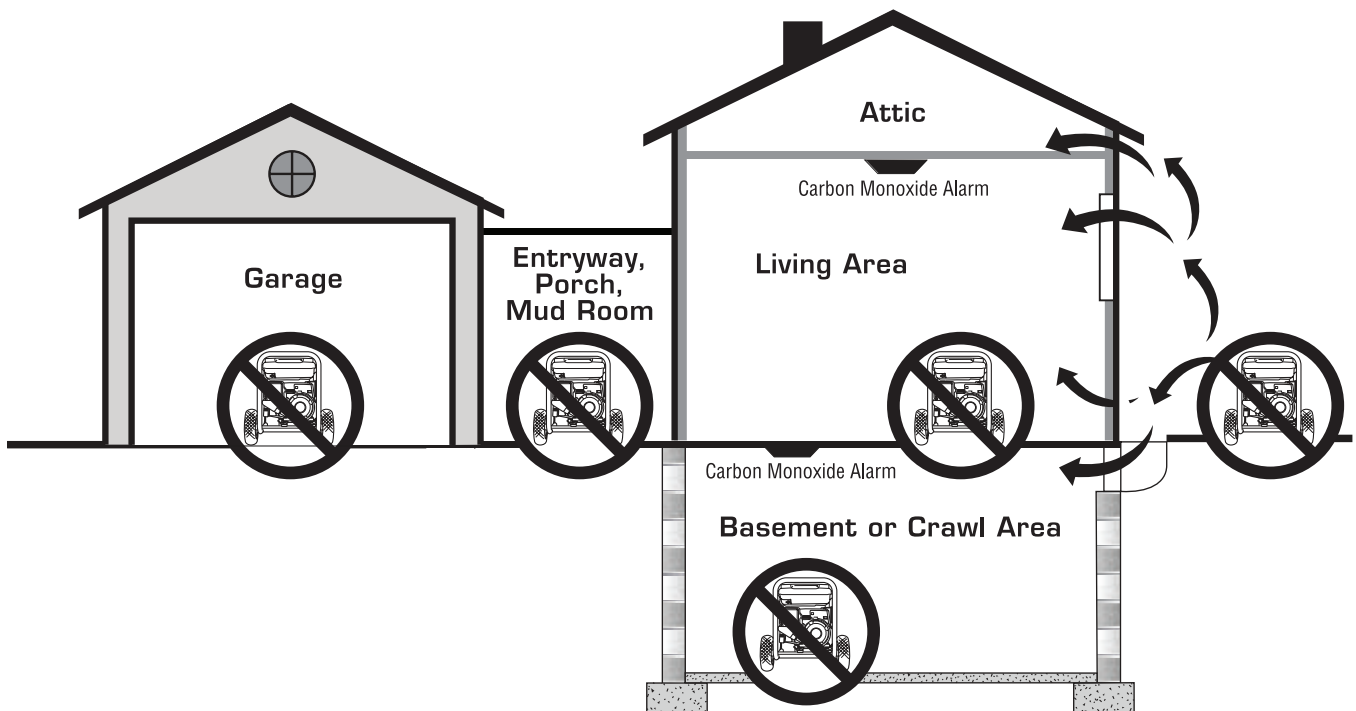 Attic
Carbon Monoxide Alarm
Garage
Entryway,
Porch,
Mud Room
Living Area
Carbon Monoxide Alarm
Basement or Crawl Area